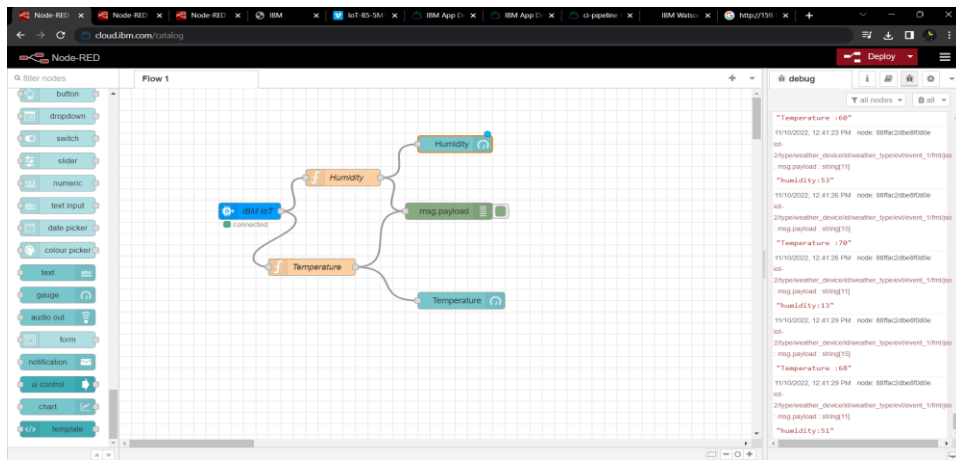 Node-RED
Node-RED
Node-RED
IBM
IoT-B5-5M
IBM App D
IBM App D
ci-pipeline
IBM Watso
http://159.
cloud.ibm.com/catalog
Node-RED
Deploy
filter nodes
button
dropdown
switch
slider
numeric
text input
date picker
colour picker
text
gauge
audio out
form
notification
ui control
chart
template
Flow 1
Humidity
Humidity
IBM IoT
connected
msg.payload
Temperature
Temperature
debug
all nodes
all
"Temperature :60"
11/10/2022, 12:41:23 PM node: 88ffac2dbe8f0d0e
iot-
2/type/weather_device/id/weather_type/evt/event_1/fmt/jso
: msg.payload : string[11]
"humidity:53"
11/10/2022, 12:41:26 PM node: 88ffac2dbe8f0d0e
iot-
2/type/weather_device/id/weather_type/evt/event_1/fmt/jso
: msg.payload : string[15]
"Temperature :70"
11/10/2022, 12:41:26 PM node: 88ffac2dbe8f0d0e
iot-
2/type/weather_device/id/weather_type/evt/event_1/fmt/jso
: msg.payload : string[11]
"humidity:13"
11/10/2022, 12:41:29 PM node: 88ffac2dbe8f0d0e
iot-
2/type/weather_device/id/weather_type/evt/event_1/fmt/jso
: msg.payload : string[15]
"Temperature :68"
11/10/2022, 12:41:29 PM node: 88ffac2dbe8f0d0e
iot-
2/type/weather_device/id/weather_type/evt/event_1/fmt/jso
: msg.payload : string[11]
"humidity:51"